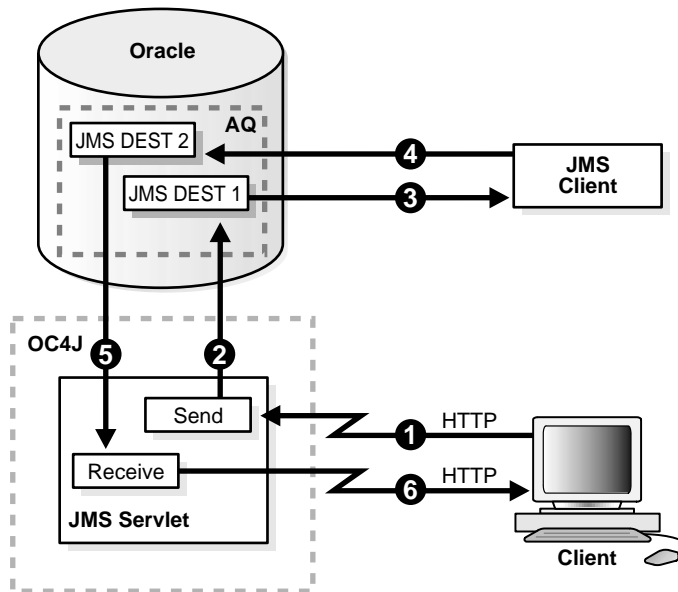 Oracle
AQ
JMS DEST 2
4
JMS
Client
JMS DEST 1
3
OC4J
5
2
Send
1
HTTP
Receive
6
HTTP
JMS Servlet
Client